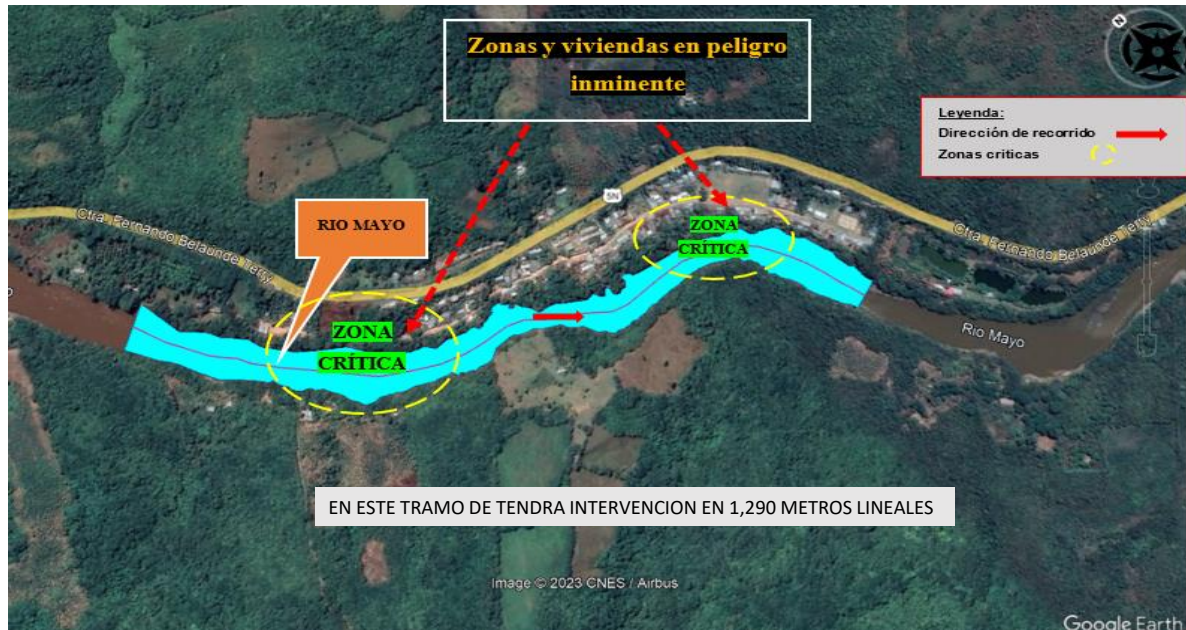 Zonas y viviendas en peligro
inminente
N
Leyenda:
Dirección de recorrido
Zonas criticas
RIO MAYO
5N
ZONA
CRÍTICA
ZONA
CRÍTICA
Ctra. Fernando Belaunde Terry
Ctra. Fernando Belaunde Terry
o
Rio Mayo
EN ESTE TRAMO DE TENDRA INTERVENCION EN 1,290 METROS LINEALES
Image © 2023 CNES / Airbus
Google Earth